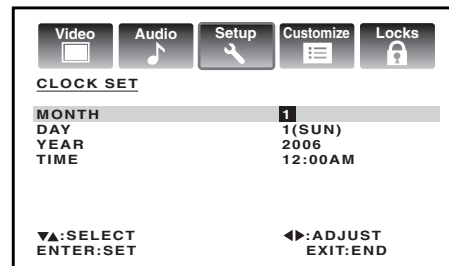 Video Audio Setup Customize Locks
CLOCK SET
MONTH 1
DAY 1(SUN)
YEAR 2006
TIME 12:00AM
▼▲:SELECT ◀▶:ADJUST
ENTER:SET EXIT:END